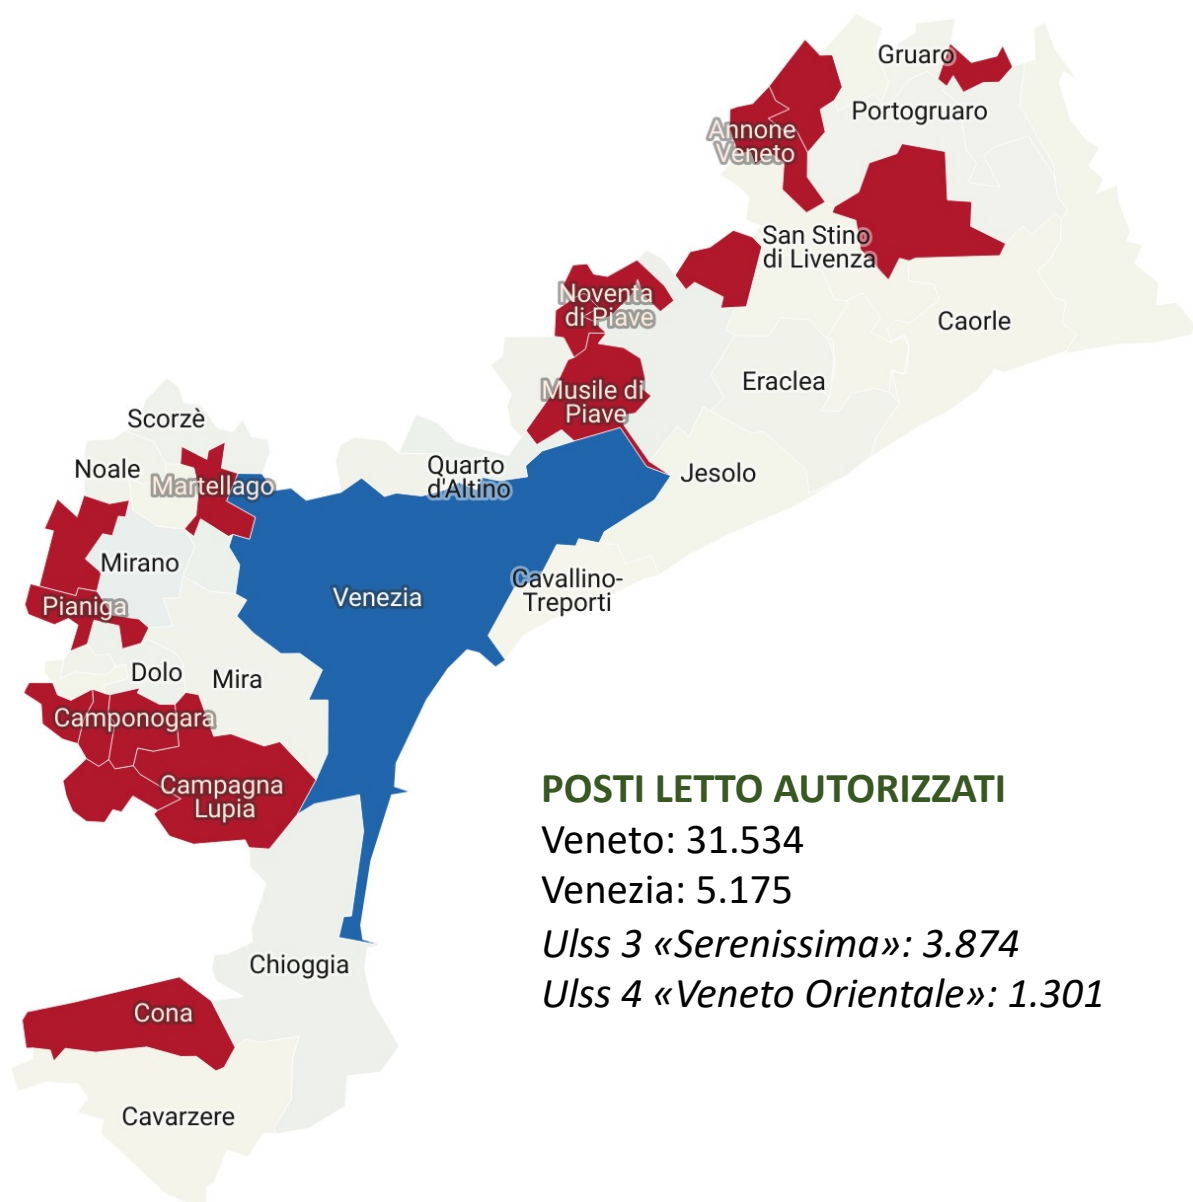 Gruaro
Portogruaro
Annone
Veneto
San Stino
di Livenza
Noventa
di Piave
Caorle
Eraclea
Musile di
Piave
Scorzè
Noale
Martellago
Quarto
d'Altino
Jesolo
Mirano
Cavallino-
Treporti
Venezia
Pianiga
Dolo
Mira
Camponogara
Campagna
Lupia
POSTI LETTO AUTORIZZATI
Veneto: 31.534
Venezia: 5.175
Ulss 3 «Serenissima»: 3.874
Ulss 4 «Veneto Orientale»: 1.301
Chioggia
Cona
Cavarzere